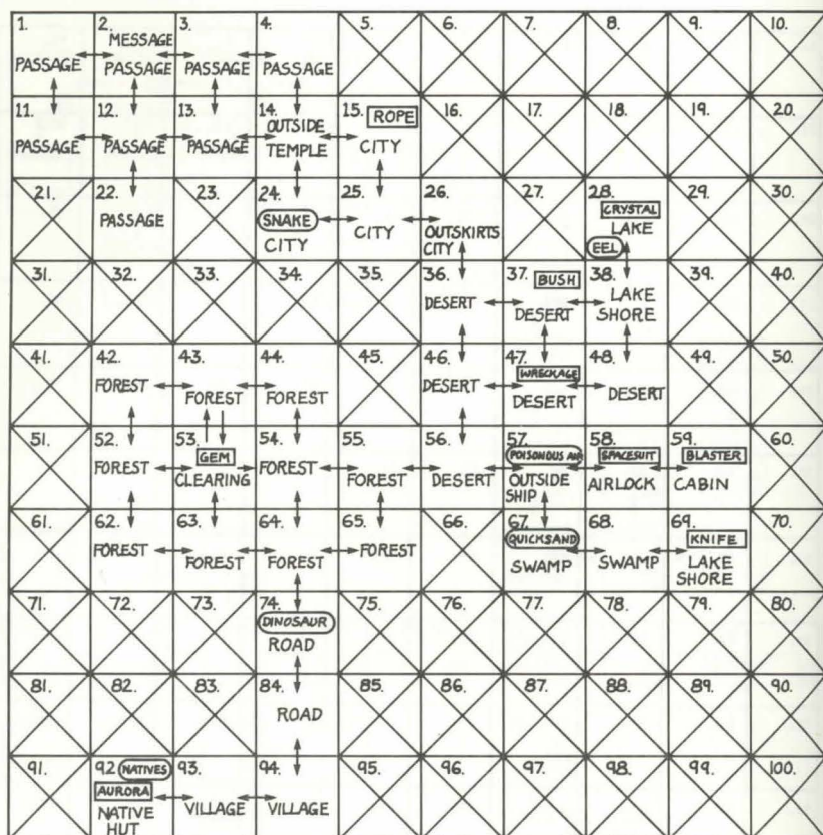 1. 2. 3. 4. 5. 6. 7. 8. 9. 10.
MESSAGE
PASSAGE PASSAGE PASSAGE PASSAGE
11. 12. 13. 14. 15. ROPE 16. 17. 18. 19. 20.
OUTSIDE
PASSAGE PASSAGE PASSAGE TEMPLE CITY
21. 22. 23. 24. 25. 26. 27. 28. 29. 30.
PASSAGE SNAKE CITY OUTSKIRTS CRYSTAL
CITY CITY LAKE
EEL
31. 32. 33. 34. 35. 36. 37. BUSH 38. 39. 40.
DESERT DESERT LAKE
SHORE
41. 42. 43. 44. 45. 46. 47. 48. 49. 50.
WRECKAGE
FOREST FOREST FOREST DESERT DESERT DESERT
51. 52. 53. 54. 55. 56. 57. 58. 59. 60.
GEM POISONOUS AIR SPACESUIT BLASTER
FOREST CLEARING FOREST FOREST DESERT OUTSIDE AIRLOCK CABIN
SHIP
61. 62. 63. 64. 65. 66. 67. 68. 69. 70.
QUICKSAND KNIFE
FOREST FOREST FOREST FOREST SWAMP SWAMP LAKE
SHORE
71. 72. 73. 74. 75. 76. 77. 78. 79. 80.
DINOSAUR
ROAD
81. 82. 83. 84. 85. 86. 87. 88. 89. 90.
ROAD
91. 92 NATIVES 93. 94. 95. 96. 97. 98. 99. 100.
AURORA
NATIVE VILLAGE VILLAGE
HUT